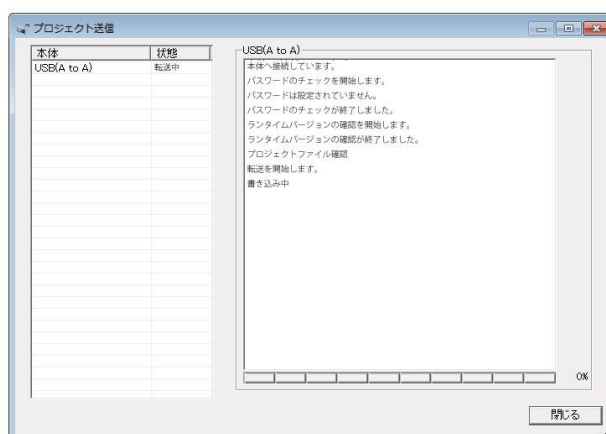 プロジェクト送信
本体 状態
USB(A to A) 転送中
USB(A to A)
本体へ接続しています。
パスワードのチェックを開始します。
パスワードは設定されていません。
パスワードのチェックが終了しました。
ランタイムバージョンの確認を開始します。
ランタイムバージョンの確認が終了しました。
プロジェクトファイル確認
転送を開始します。
書き込み中
0%
閉じる